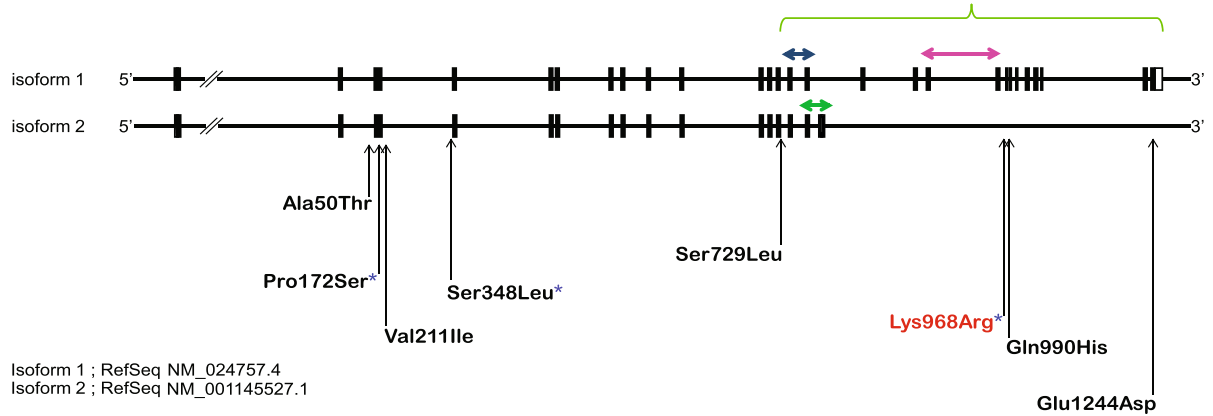 isoform 1 5’ 3’
isoform 2 5’ 3’
Ala50Thr
Ser729Leu
Pro172Ser*
Ser348Leu*
Lys968Arg*
Val211Ile
Gln990His
Isoform 1 ; RefSeq NM_024757.4
Isoform 2 ; RefSeq NM_001145527.1
Glu1244Asp